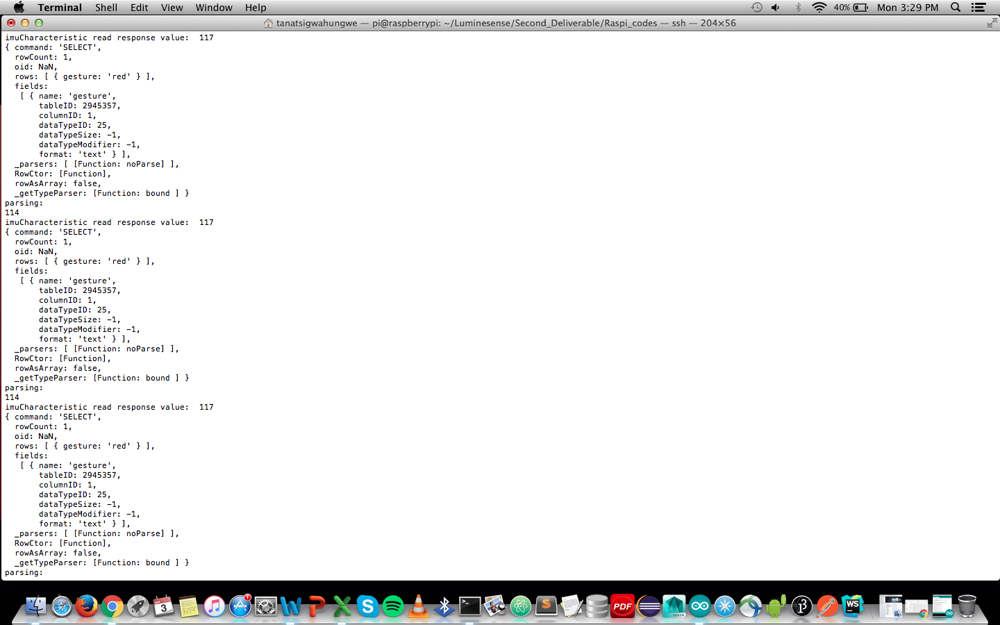 Terminal Shell Edit View Window Help 40% Mon 3:29 PM
tanatsigwahungwe — pi@raspberrypi: ~/Luminesense/Second_Deliverable/Raspi_codes — ssh — 204×56
imuCharacteristic read response value:  117
{ command: 'SELECT',
  rowCount: 1,
  oid: NaN,
  rows: [ { gesture: 'red' } ],
  fields:
   [ { name: 'gesture',
       tableID: 2945357,
       columnID: 1,
       dataTypeID: 25,
       dataTypeSize: -1,
       dataTypeModifier: -1,
       format: 'text' } ],
  _parsers: [ [Function: noParse] ],
  RowCtor: [Function],
  rowAsArray: false,
  _getTypeParser: [Function: bound ] }
parsing:
114
imuCharacteristic read response value:  117
{ command: 'SELECT',
  rowCount: 1,
  oid: NaN,
  rows: [ { gesture: 'red' } ],
  fields:
   [ { name: 'gesture',
       tableID: 2945357,
       columnID: 1,
       dataTypeID: 25,
       dataTypeSize: -1,
       dataTypeModifier: -1,
       format: 'text' } ],
  _parsers: [ [Function: noParse] ],
  RowCtor: [Function],
  rowAsArray: false,
  _getTypeParser: [Function: bound ] }
parsing:
114
imuCharacteristic read response value:  117
{ command: 'SELECT',
  rowCount: 1,
  oid: NaN,
  rows: [ { gesture: 'red' } ],
  fields:
   [ { name: 'gesture',
       tableID: 2945357,
       columnID: 1,
       dataTypeID: 25,
       dataTypeSize: -1,
       dataTypeModifier: -1,
       format: 'text' } ],
  _parsers: [ [Function: noParse] ],
  RowCtor: [Function],
  rowAsArray: false,
  _getTypeParser: [Function: bound ] }
parsing:
3 1 W P X S S PDF MAYA WS